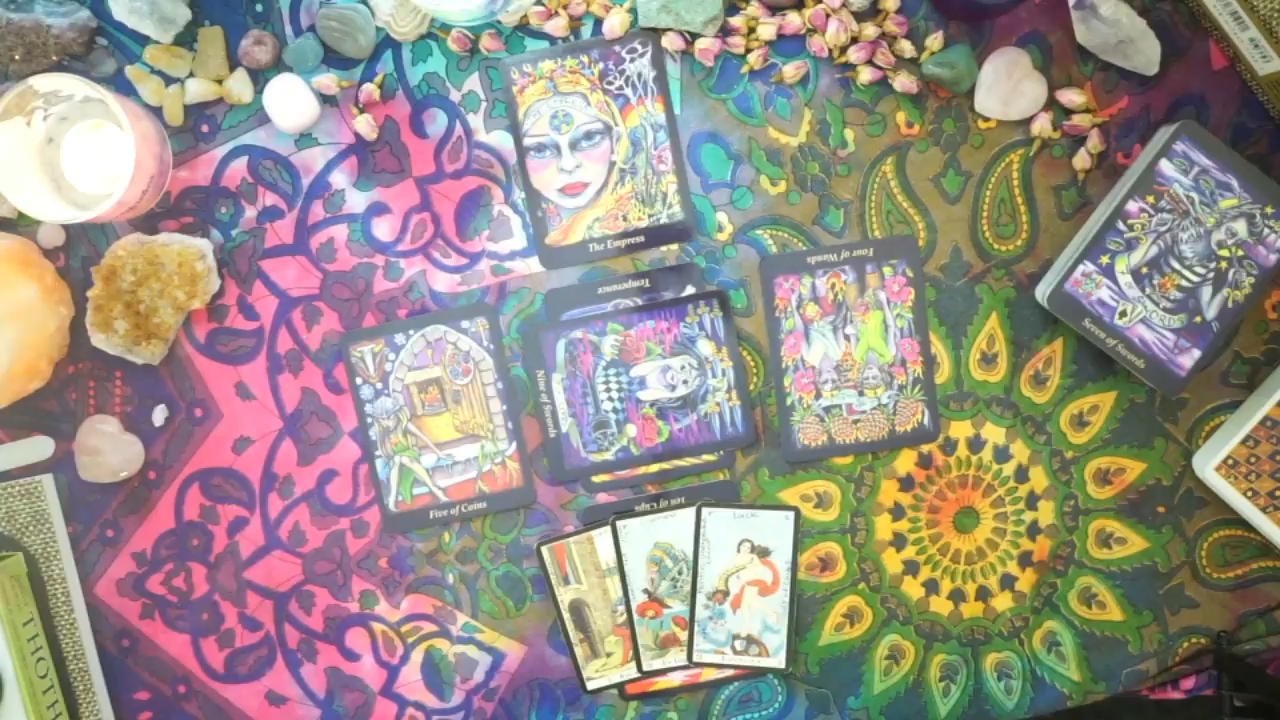 The Empress
Temperance
Four of Wands
Nine of Swords
Five of Coins
Ten of Cups
SWORDS
Seven of Swords
THOTH